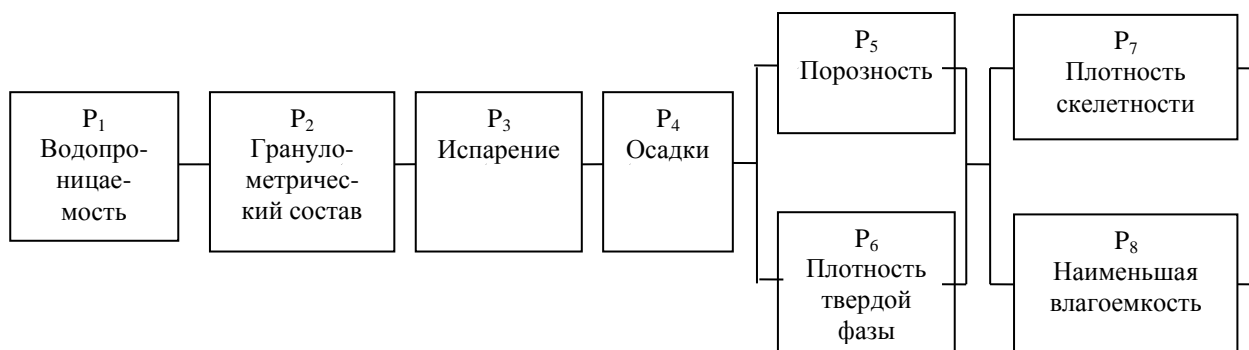 P₁
Водопро-
ницае-
мость
P₂
Грануло-
метричес-
кий состав
P₃
Испарение
P₄
Осадки
P₅
Порозность
P₆
Плотность
твердой
фазы
P₇
Плотность
скелетности
P₈
Наименьшая
влагоемкость